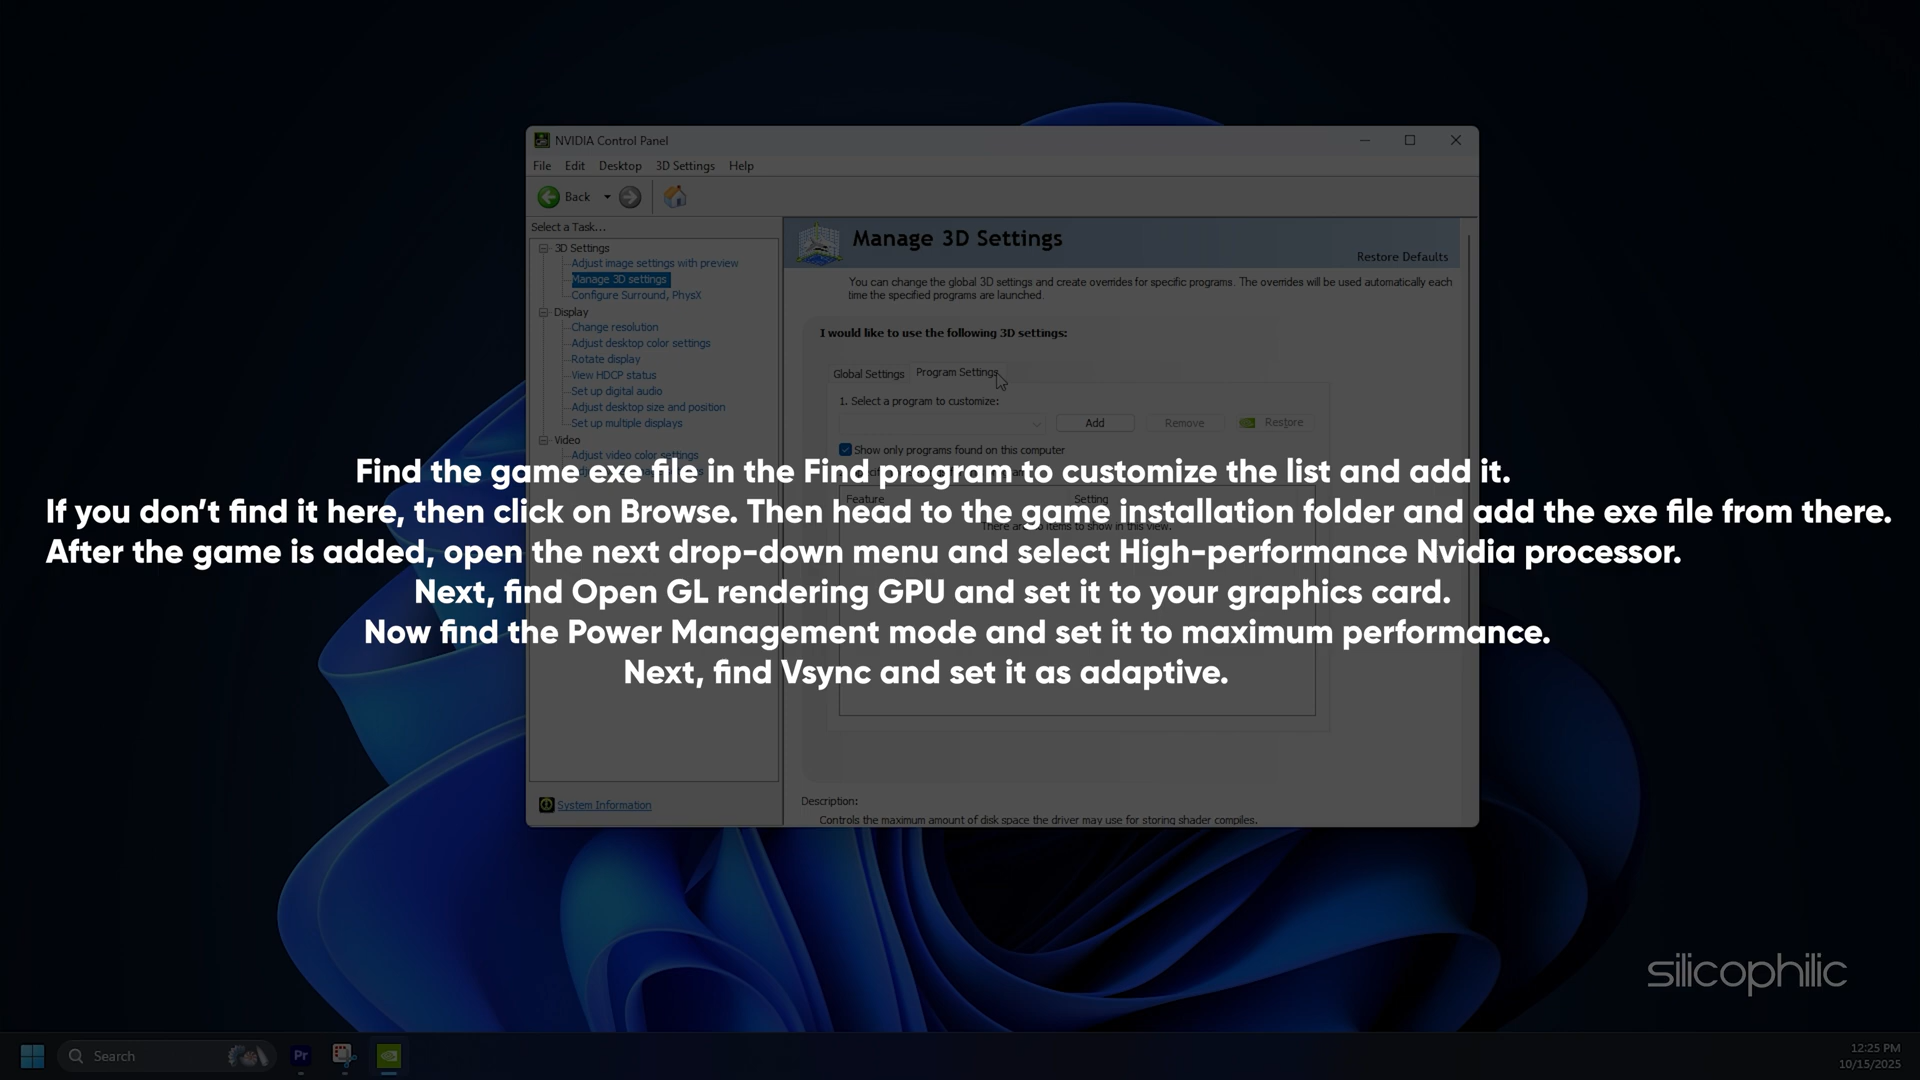 NVIDIA Control Panel
File Edit Desktop 3D Settings Help
Back
Select a Task...
3D Settings
Adjust image settings with preview
Manage 3D settings
Configure Surround, PhysX
Display
Change resolution
Adjust desktop color settings
Rotate display
View HDCP status
Set up digital audio
Adjust desktop size and position
Set up multiple displays
Video
Adjust video color settings
System Information
Manage 3D Settings
Restore Defaults
You can change the global 3D settings and create overrides for specific programs. The overrides will be used automatically each
time the specified programs are launched.
I would like to use the following 3D settings:
Global Settings Program Settings
1. Select a program to customize:
Add Remove Restore
Show only programs found on this computer
Feature Setting
Find the game exe file in the Find program to customize the list and add it.
If you don't find it here, then click on Browse. Then head to the game installation folder and add the exe file from there.
After the game is added, open the next drop-down menu and select High-performance Nvidia processor.
Next, find Open GL rendering GPU and set it to your graphics card.
Now find the Power Management mode and set it to maximum performance.
Next, find Vsync and set it as adaptive.
Description:
Controls the maximum amount of disk space the driver may use for storing shader compiles.
silicophilic
Search
Pr
12:25 PM
10/15/2025